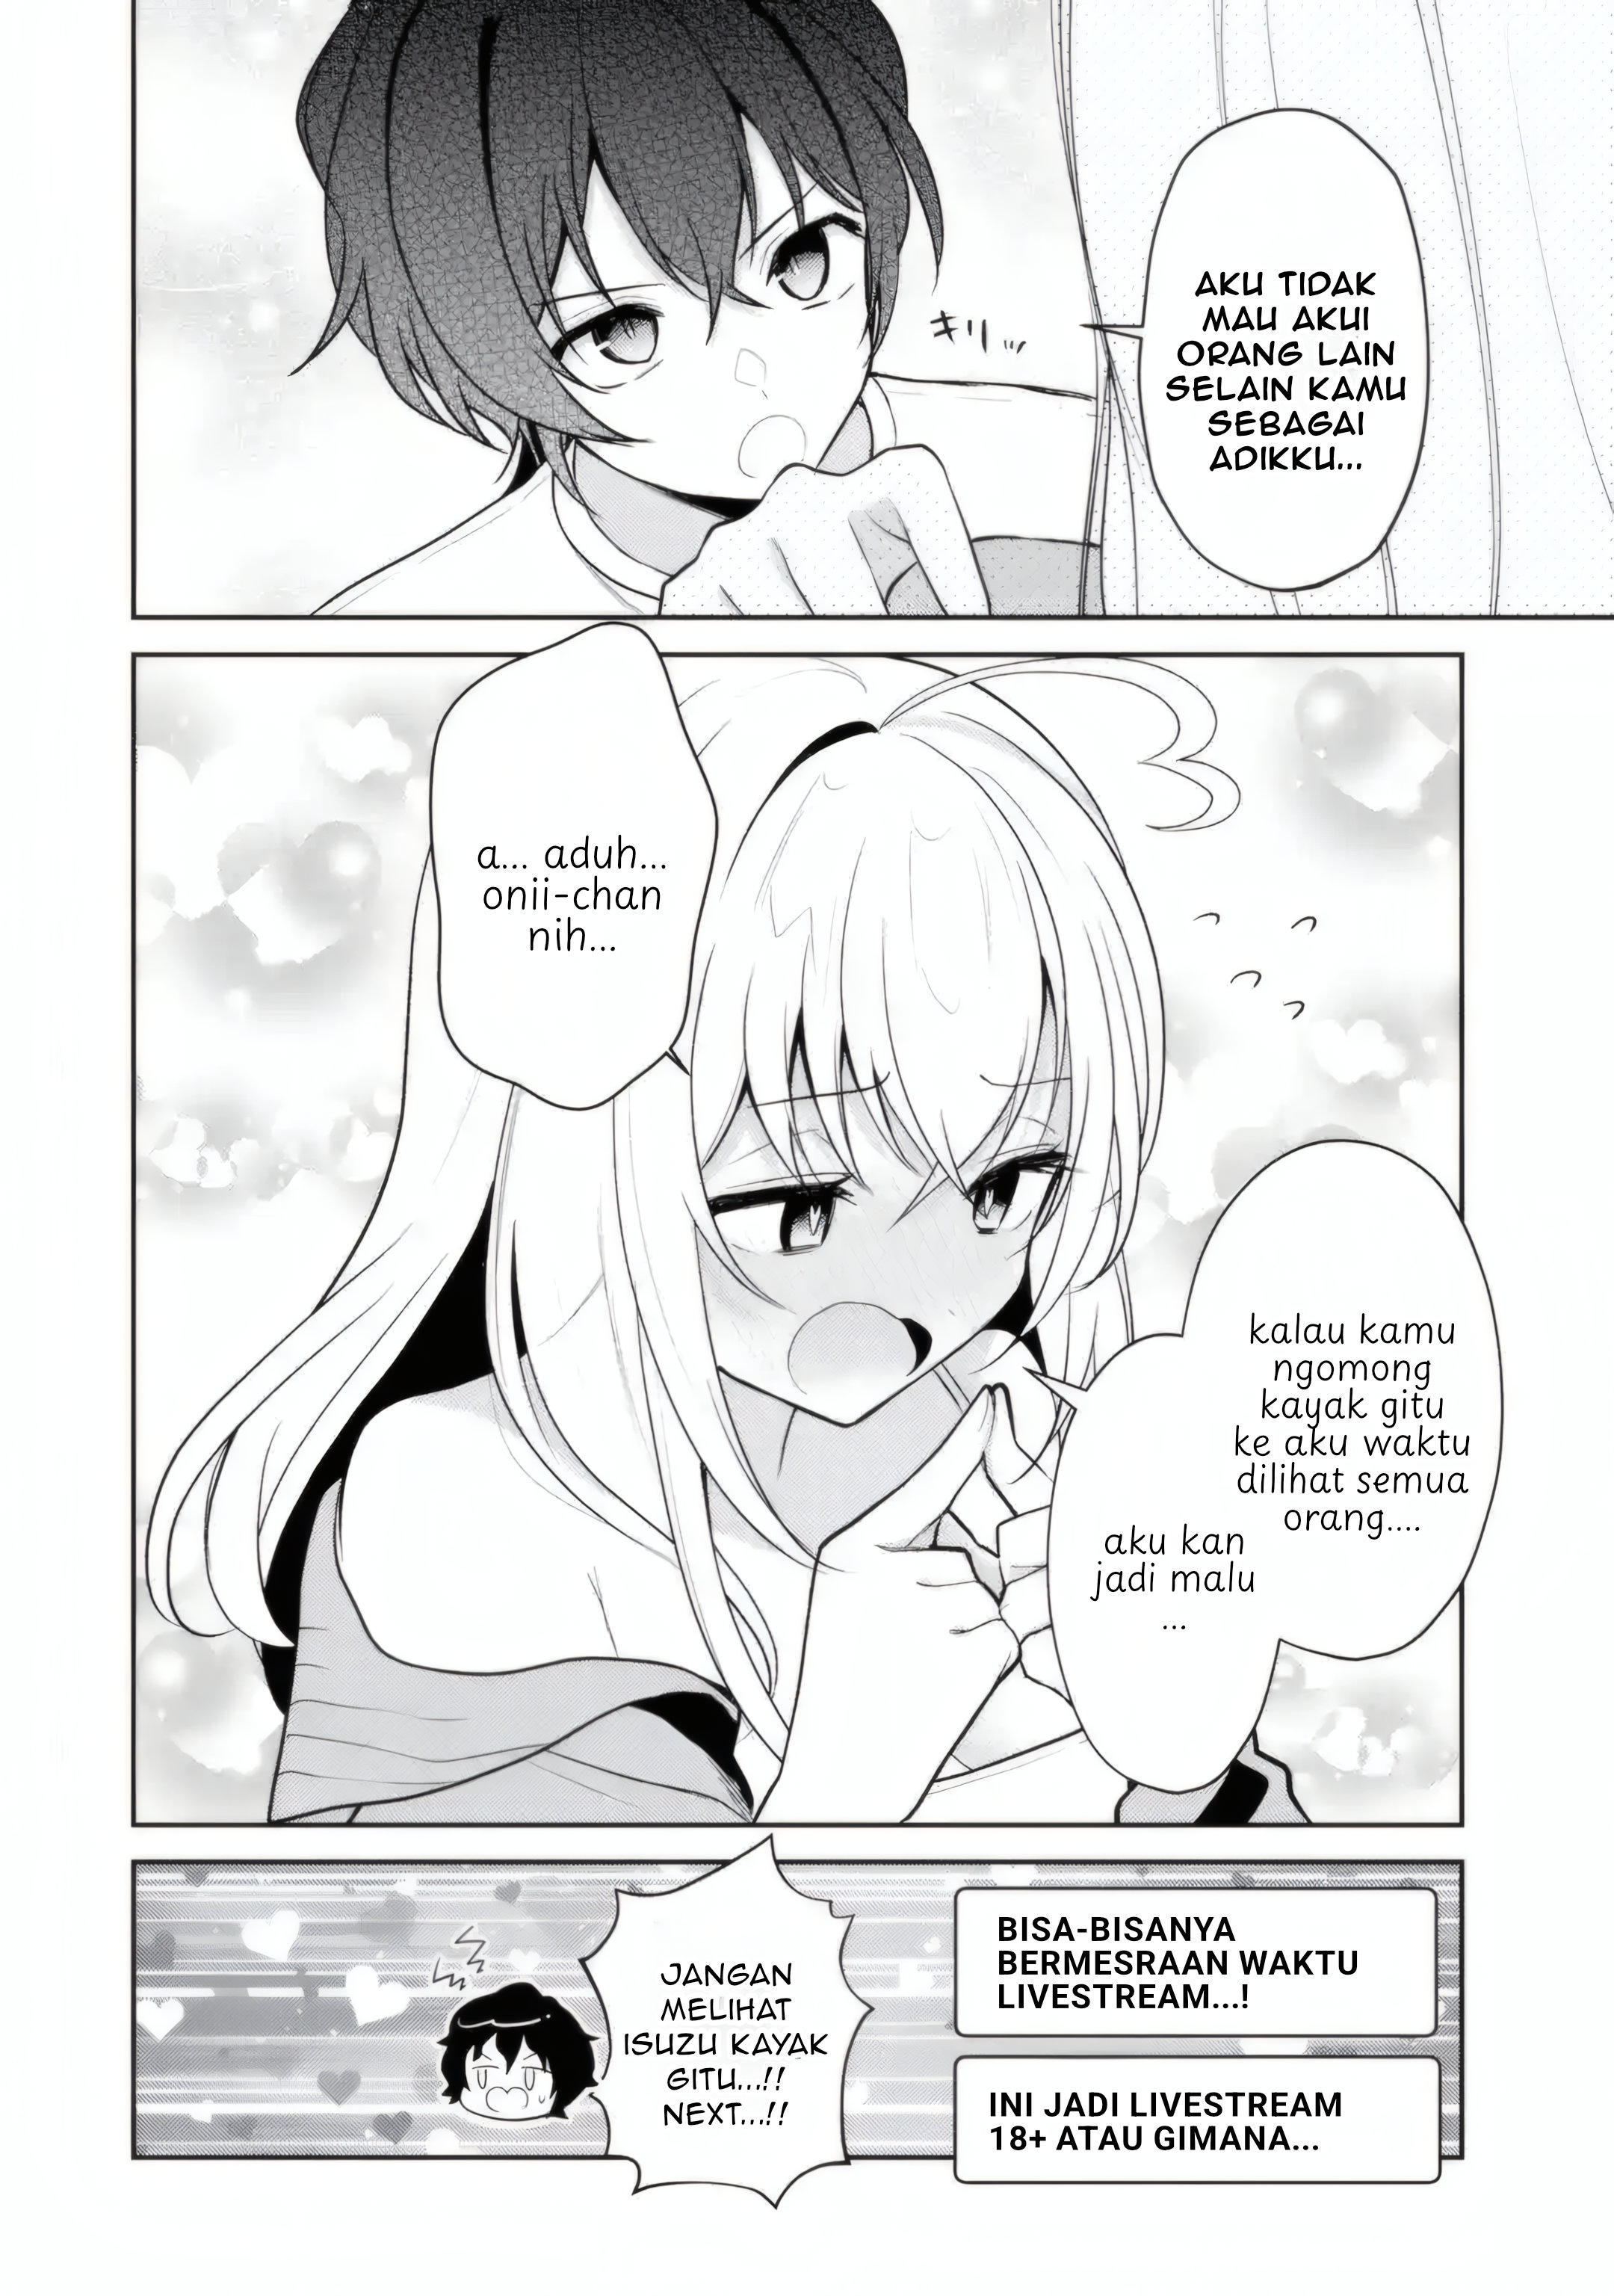 AKU TIDAK
MAU AKUI
ORANG LAIN
SELAIN KAMU
SEBAGAI
ADIKKU...
キリ...
a... aduh...
onii-chan
nih...
kalau kamu
ngomong
kayak gitu
ke aku waktu
dilihat semua
orang....
aku kan
jadi malu
...
BISA-BISANYA
BERMESRAAN WAKTU
LIVESTREAM...!
INI JADI LIVESTREAM
18+ ATAU GIMANA...
JANGAN
MELIHAT
ISUZU KAYAK
GITU...!!
NEXT...!!